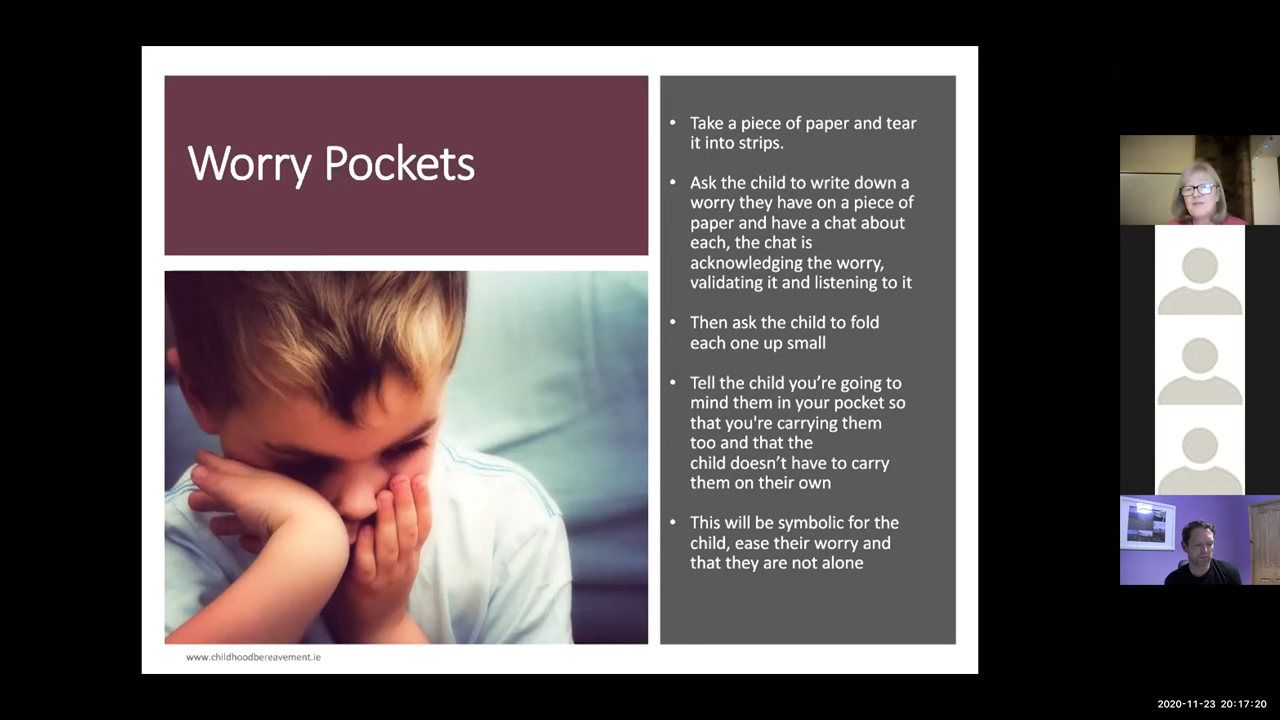 Worry Pockets
• Take a piece of paper and tear
it into strips.
• Ask the child to write down a
worry they have on a piece of
paper and have a chat about
each, the chat is
acknowledging the worry,
validating it and listening to it
• Then ask the child to fold
each one up small
• Tell the child you’re going to
mind them in your pocket so
that you're carrying them
too and that the
child doesn’t have to carry
them on their own
• This will be symbolic for the
child, ease their worry and
that they are not alone
www.childhoodbereavement.ie
2020-11-23 20:17:20